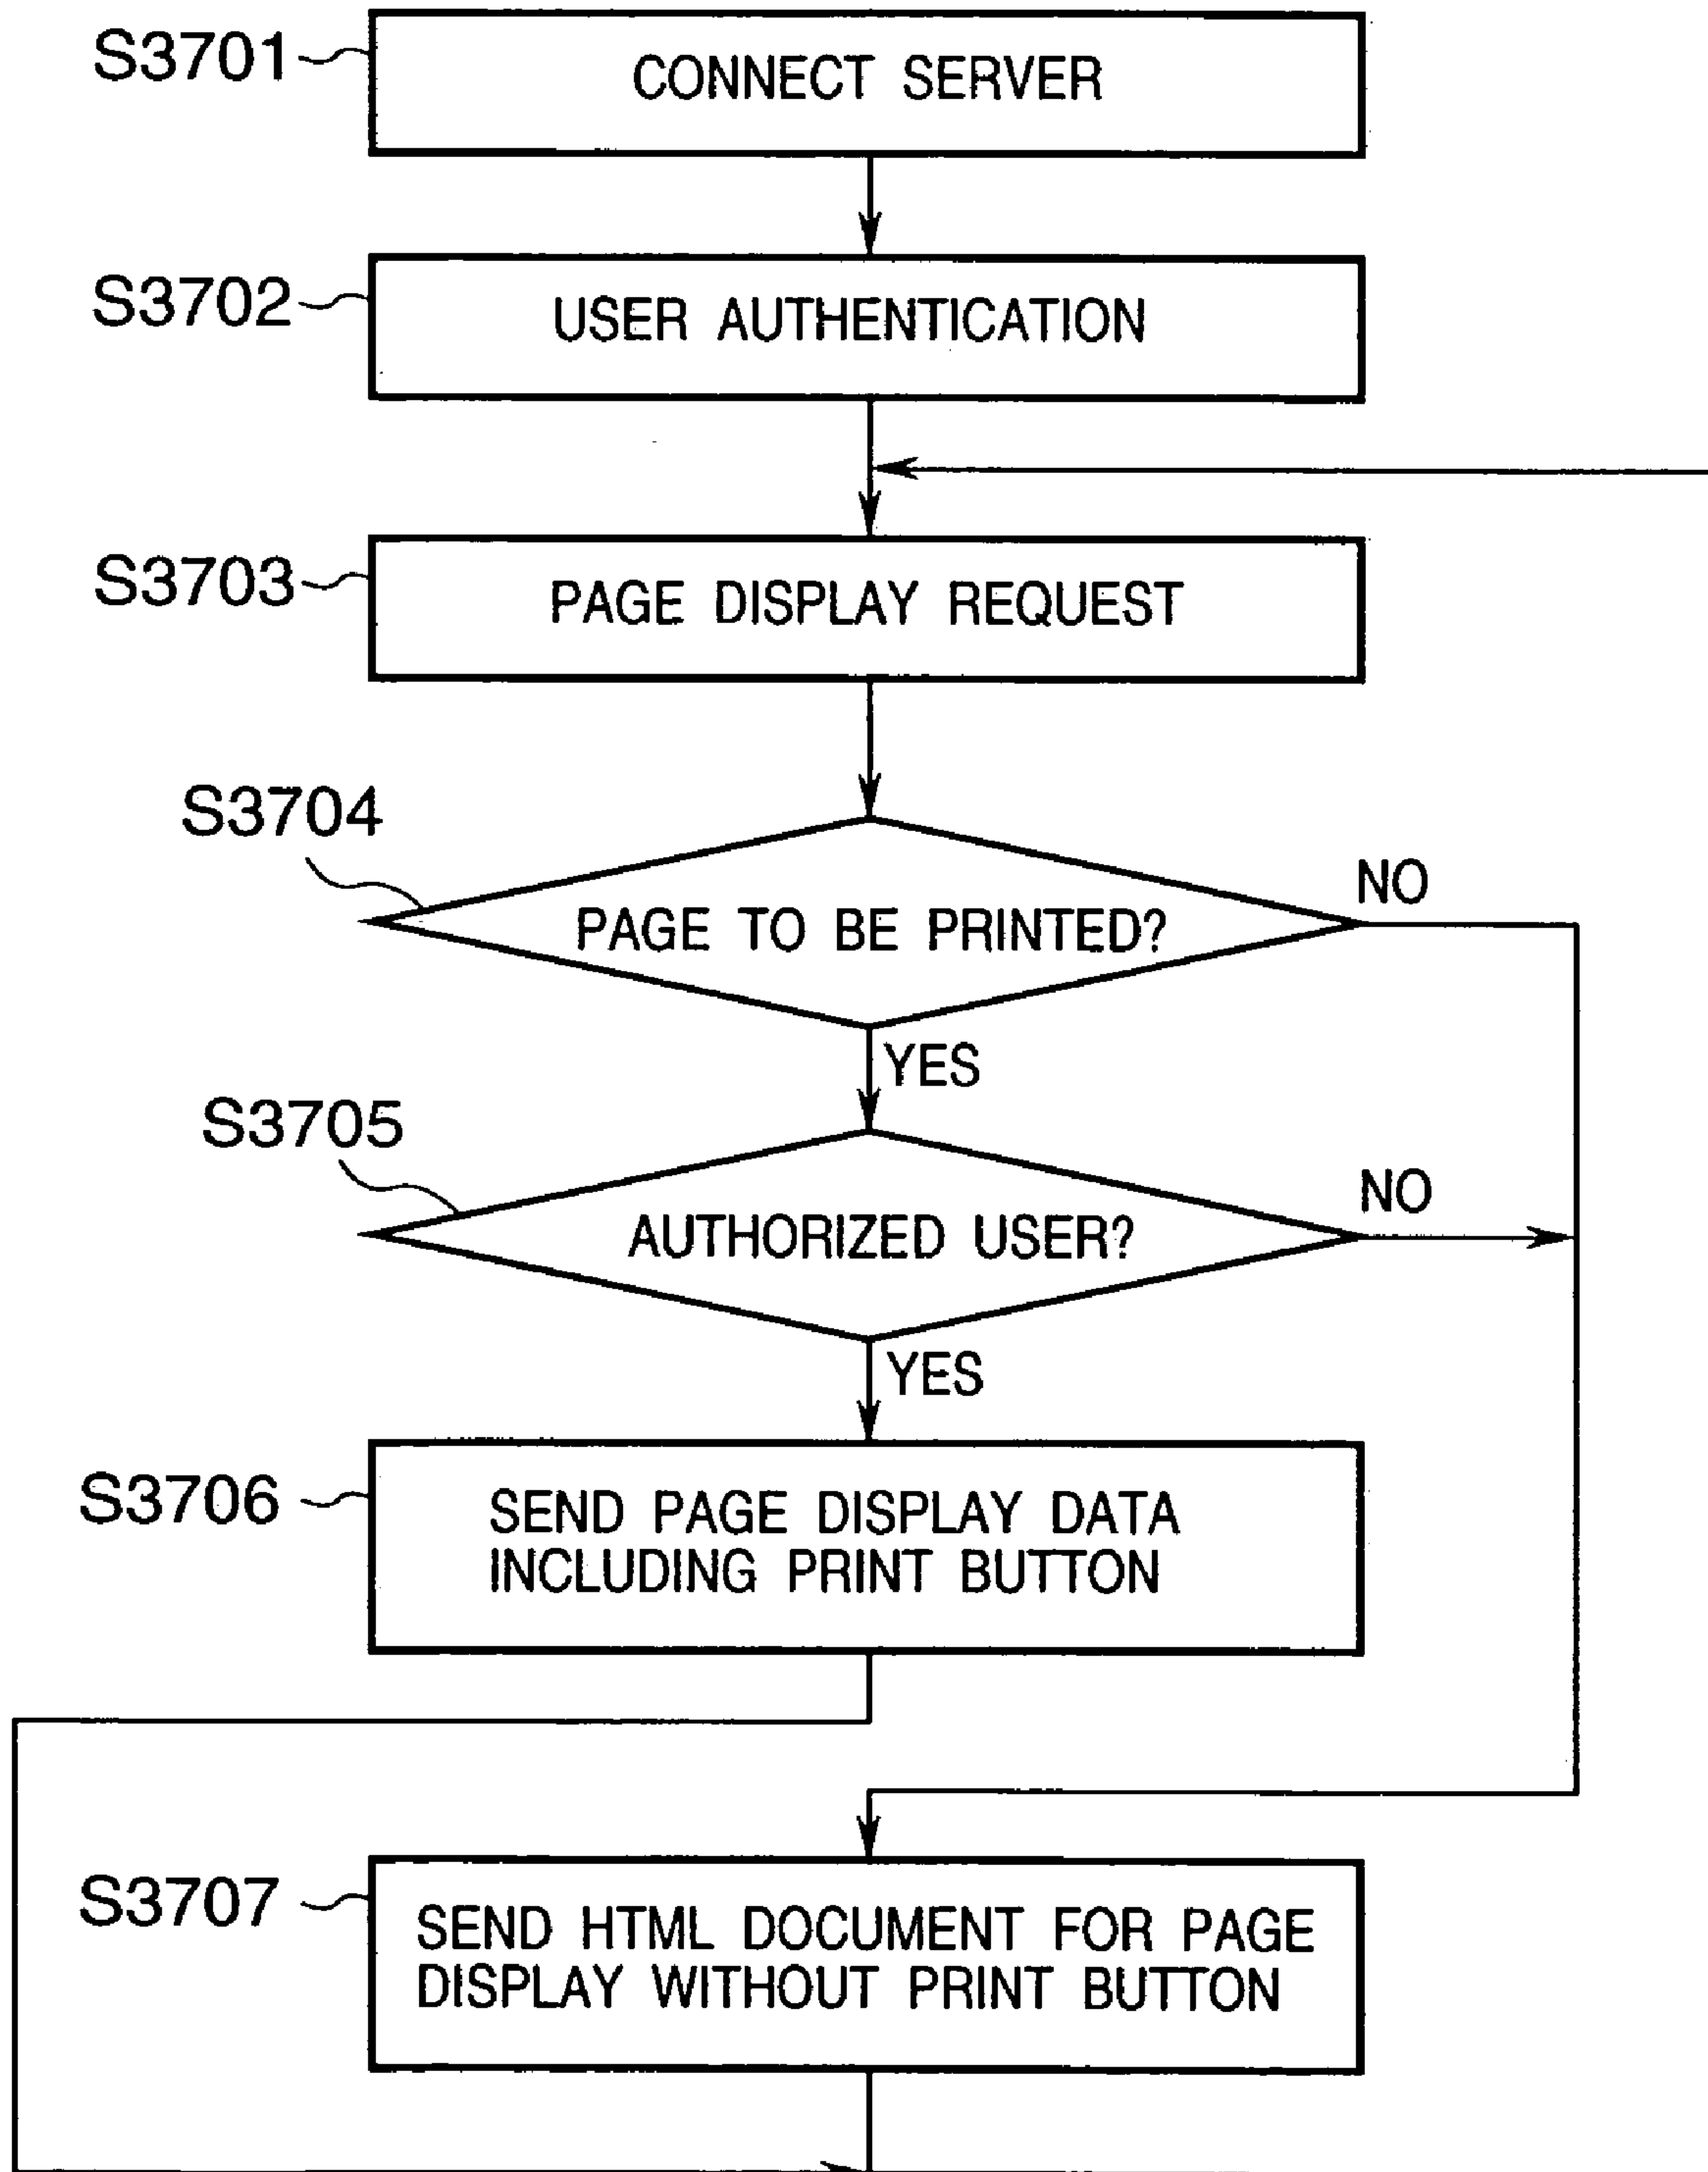 S3701
CONNECT SERVER
S3702
USER AUTHENTICATION
S3703
PAGE DISPLAY REQUEST
S3704
PAGE TO BE PRINTED?
NO
YES
S3705
AUTHORIZED USER?
NO
YES
S3706
SEND PAGE DISPLAY DATA
INCLUDING PRINT BUTTON
S3707
SEND HTML DOCUMENT FOR PAGE
DISPLAY WITHOUT PRINT BUTTON